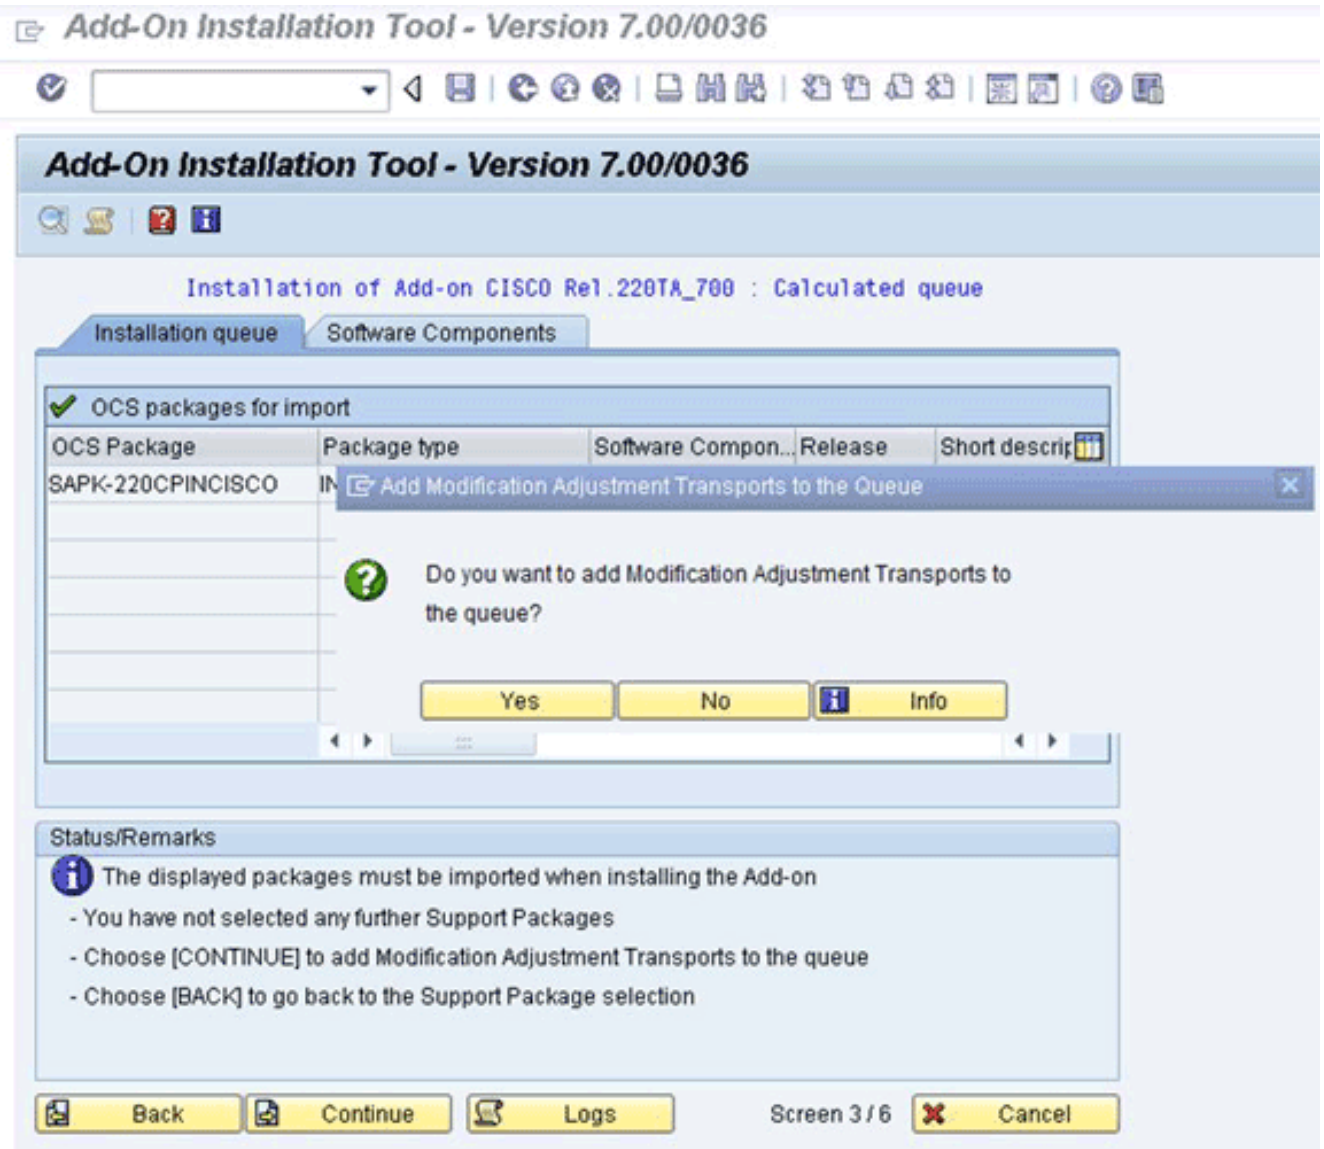 Add-On Installation Tool - Version 7.00/0036
Add-On Installation Tool - Version 7.00/0036
Installation of Add-on CISCO Rel.220TA_700 : Calculated queue
Installation queue Software Components
OCS packages for import
OCS Package Package type Software Compon... Release Short descrip
SAPK-220CPINCISCO IN
Add Modification Adjustment Transports to the Queue
Do you want to add Modification Adjustment Transports to
the queue?
Yes No Info
Status/Remarks
The displayed packages must be imported when installing the Add-on
- You have not selected any further Support Packages
- Choose [CONTINUE] to add Modification Adjustment Transports to the queue
- Choose [BACK] to go back to the Support Package selection
Back Continue Logs Screen 3 / 6 Cancel